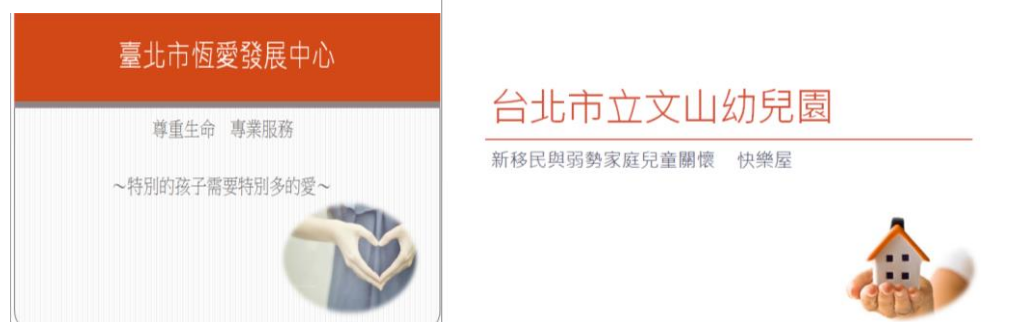 臺北市恆愛發展中心
尊重生命　專業服務
～特別的孩子需要特別多的愛～
台北市立文山幼兒園
新移民與弱勢家庭兒童關懷　快樂屋